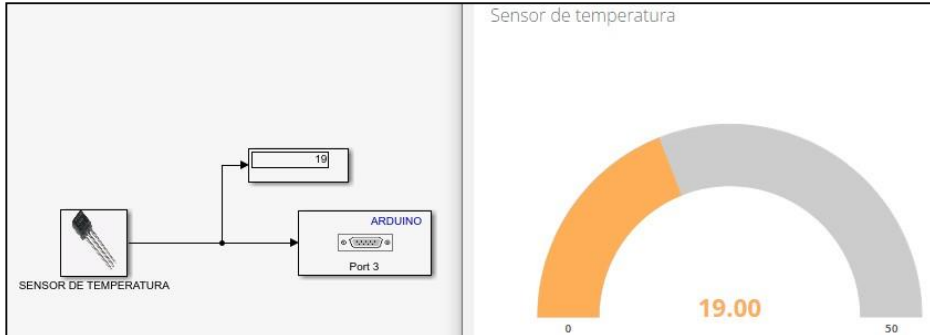 19
ARDUINO
Port 3
SENSOR DE TEMPERATURA
Sensor de temperatura
19.00
0
50